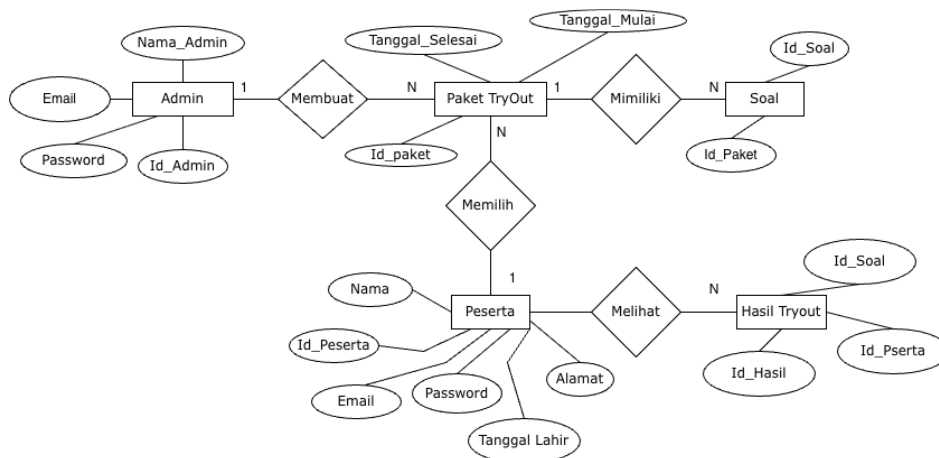 Nama_Admin
Tanggal_Selesai
Tanggal_Mulai
Id_Soal
Email
Admin
1
Membuat
N
Paket TryOut
1
Mimiliki
N
Soal
Password
Id_Admin
Id_paket
N
Id_Paket
Memilih
1
Nama
Peserta
Melihat
N
Hasil Tryout
Id_Soal
Id_Peserta
Id_Pserta
Email
Password
Alamat
Id_Hasil
Tanggal Lahir